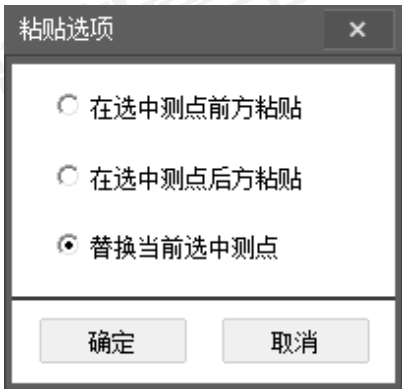 粘贴选项
在选中测点前方粘贴
在选中测点后方粘贴
替换当前选中测点
确定
取消